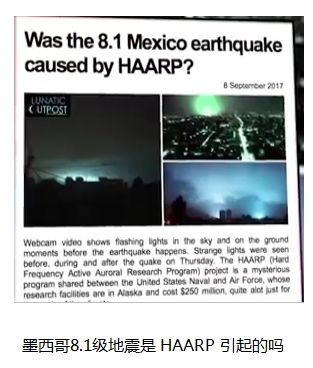 Was the 8.1 Mexico earthquake
caused by HAARP?
8 September 2017
LUNATIC
OUTPOST
Webcam video shows flashing lights in the sky and on the ground
moments before the earthquake happens. Strange lights were seen
before, during and after the quake on Thursday. The HAARP (Hard
Frequency Active Auroral Research Program) project is a mysterious
program shared between the United States Naval and Air Force, whose
research facilities are in Alaska and cost $250 million, quite alot just for
墨西哥8.1级地震是 HAARP 引起的吗